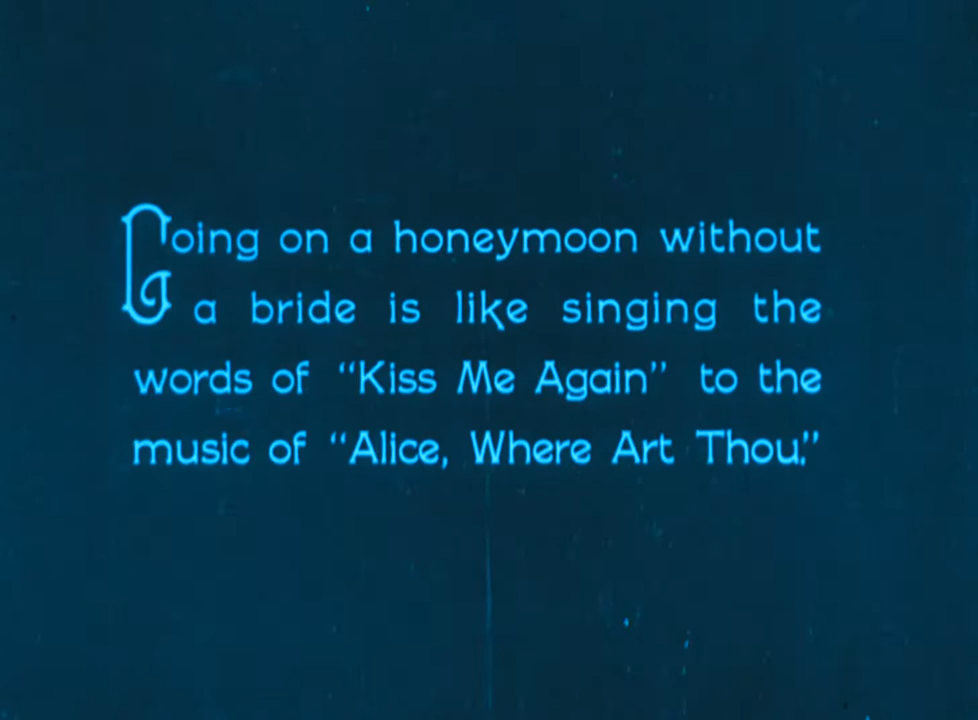 Going on a honeymoon without
a bride is like singing the
words of “Kiss Me Again” to the
music of “Alice, Where Art Thou.”